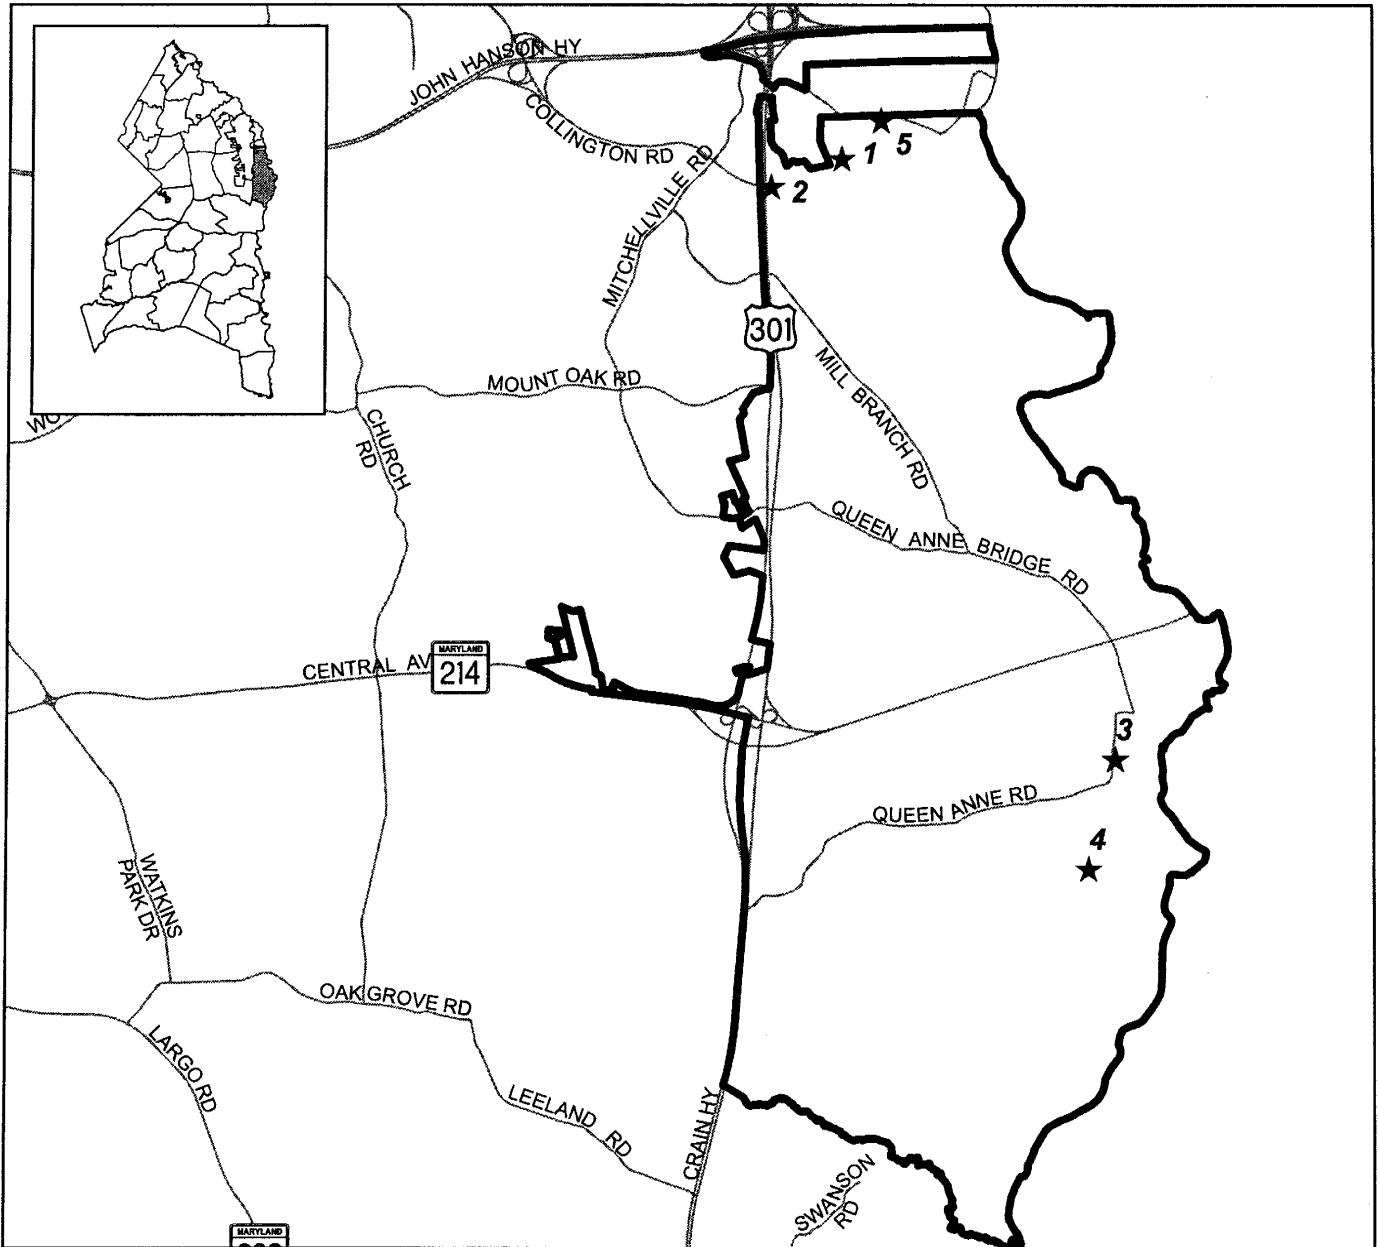 JOHN HANSON HY
COLLINGTON RD
MITCHELLVILLE RD
5
1
2
301
MOUNT OAK RD
MILL BRANCH RD
CHURCH
RD
QUEEN ANNE BRIDGE RD
CENTRAL AV
MARYLAND
214
3
QUEEN ANNE RD
4
WATKINS
PARK DR
OAK GROVE RD
LARGO RD
LEELAND RD
CRAIN HY
SWANSON
RD
MARYLAND